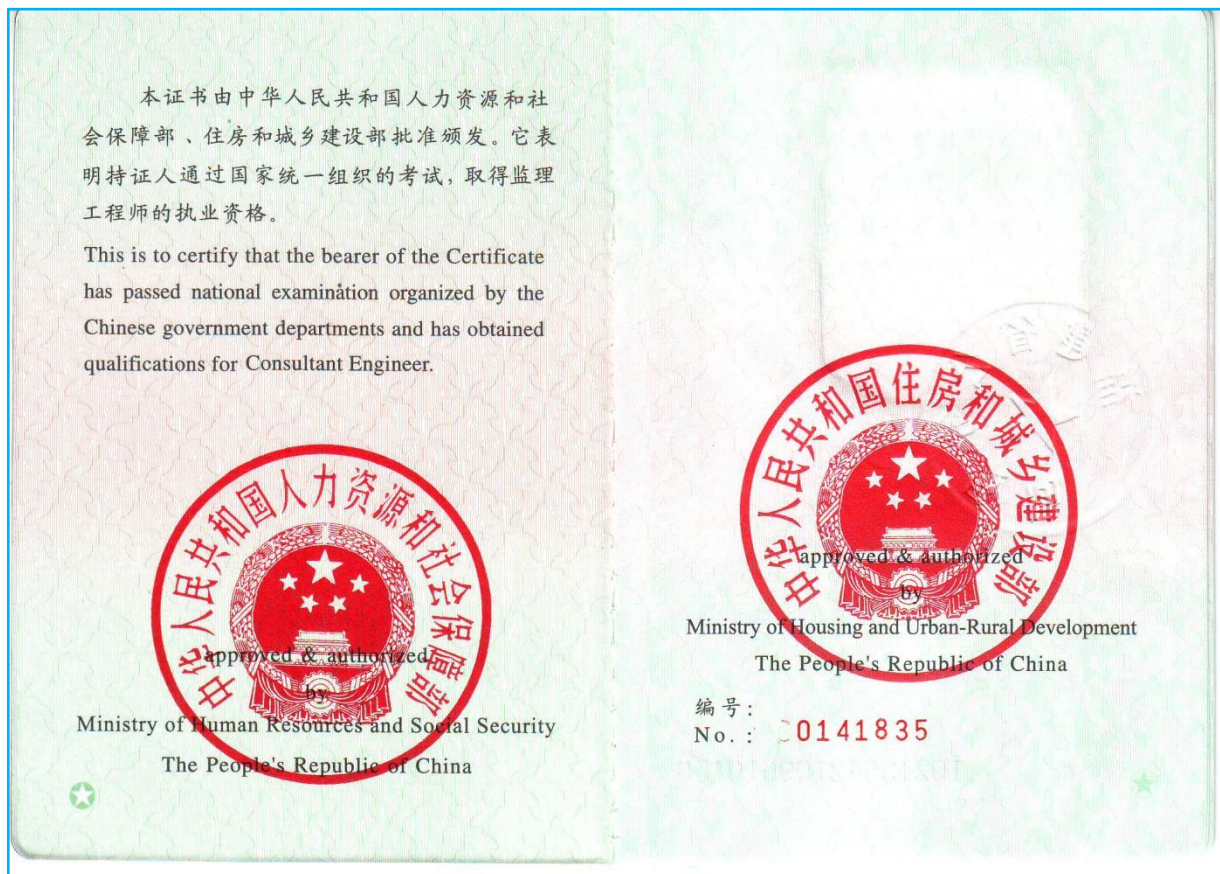 本证书由中华人民共和国人力资源和社
会保障部、住房和城乡建设部批准颁发。它表
明持证人通过国家统一组织的考试，取得监理
工程师的执业资格。
This is to certify that the bearer of the Certificate
has passed national examination organized by the
Chinese government departments and has obtained
qualifications for Consultant Engineer.
中华人民共和国人力资源和社会保障部
approved & authorized
by
Ministry of Human Resources and Social Security
The People's Republic of China
中华人民共和国住房和城乡建设部
approved & authorized
by
Ministry of Housing and Urban-Rural Development
The People's Republic of China
编号：
No.： 0141835